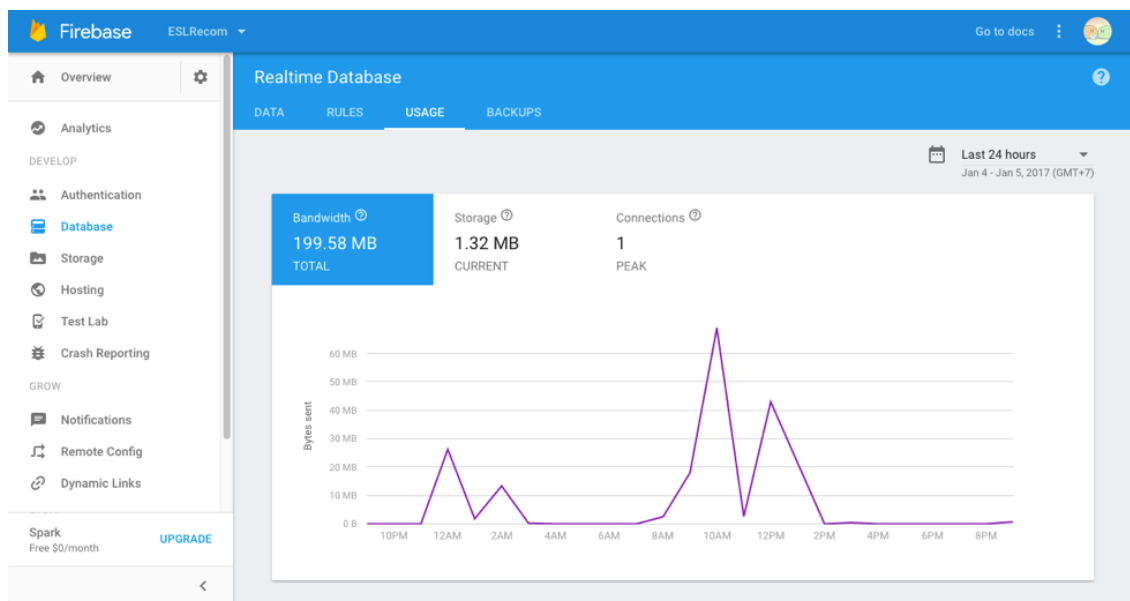 Firebase
ESLRecom
Go to docs
Overview
Analytics
DEVELOP
Authentication
Database
Storage
Hosting
Test Lab
Crash Reporting
GROW
Notifications
Remote Config
Dynamic Links
Spark
Free $0/month
UPGRADE
Realtime Database
DATA RULES USAGE BACKUPS
Last 24 hours
Jan 4 - Jan 5, 2017 (GMT+7)
Bandwidth
199.58 MB
TOTAL
Storage
1.32 MB
CURRENT
Connections
1
PEAK
Bytes sent
60 MB
50 MB
40 MB
30 MB
20 MB
10 MB
0 B
10PM 12AM 2AM 4AM 6AM 8AM 10AM 12PM 2PM 4PM 6PM 8PM